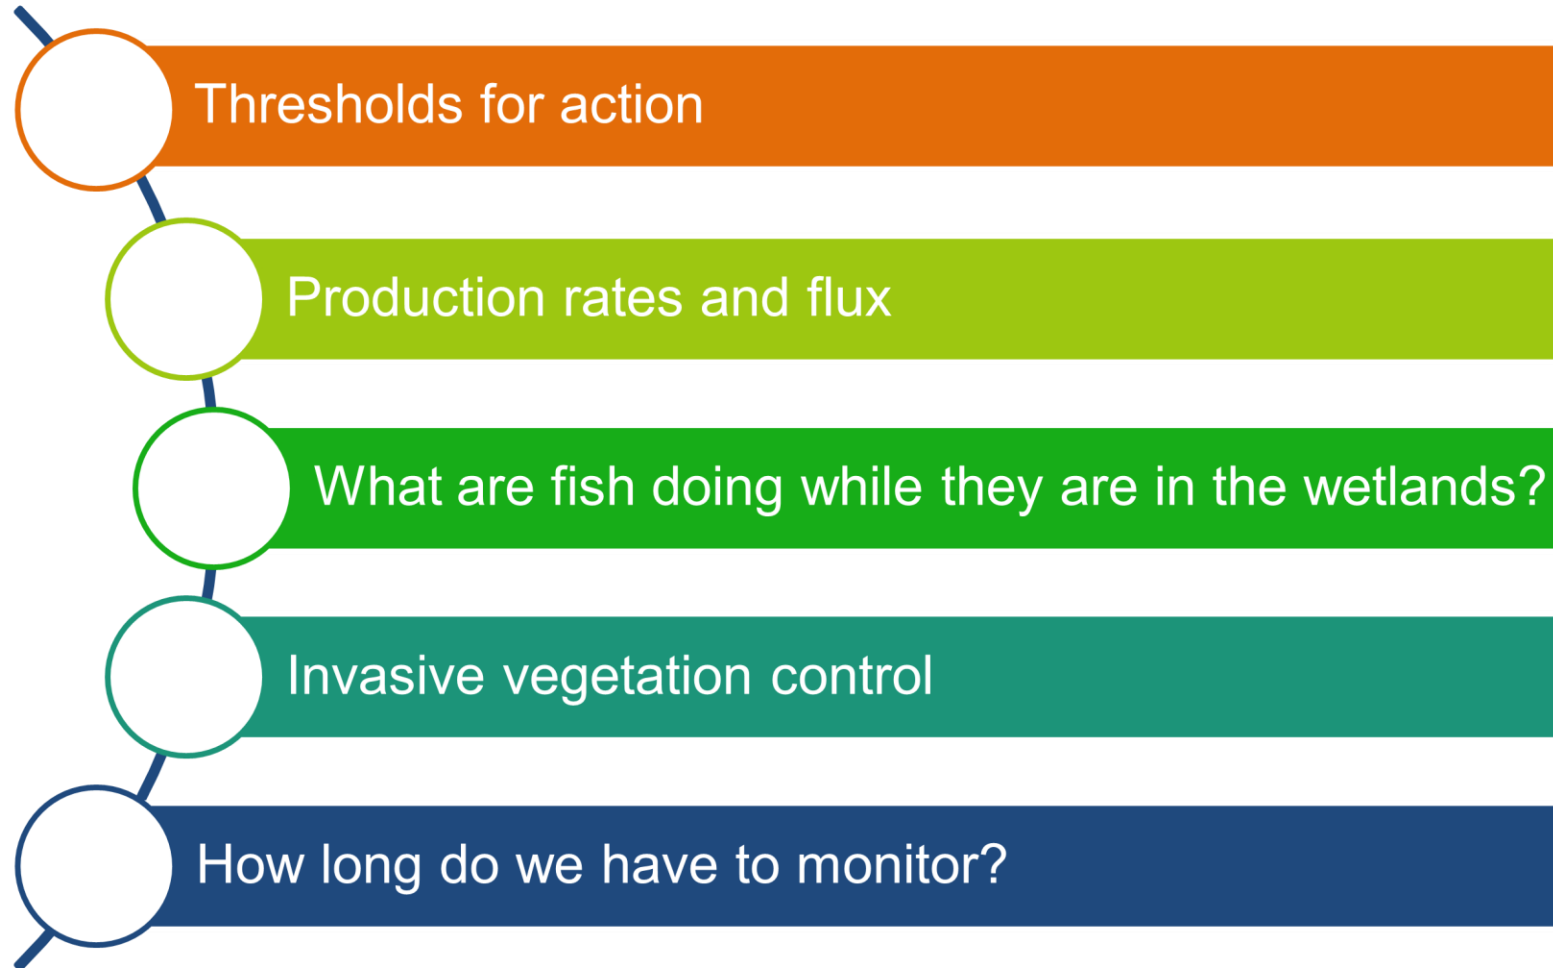 Thresholds for action
Production rates and flux
What are fish doing while they are in the wetlands?
Invasive vegetation control
How long do we have to monitor?